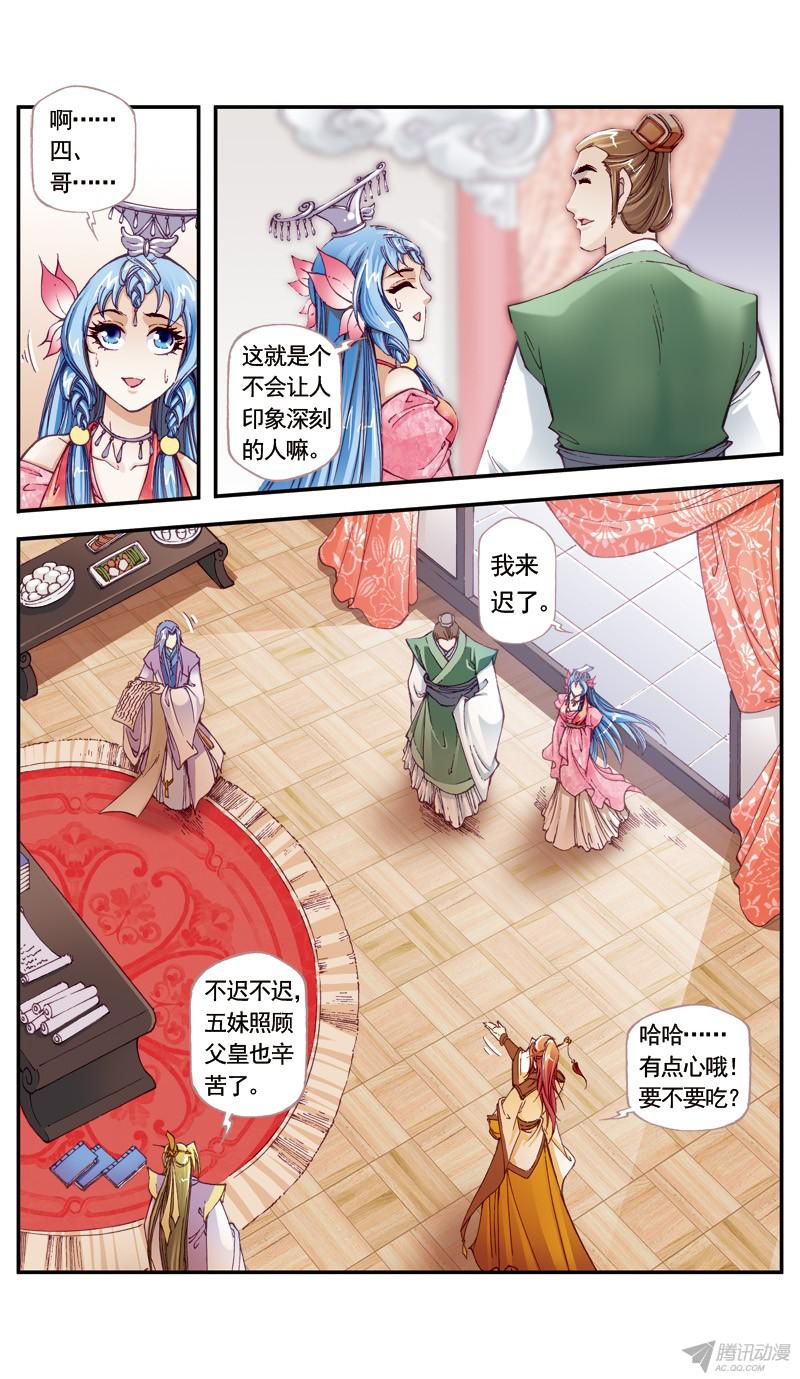 啊……
四、
哥……
这就是个
不会让人
印象深刻
的人嘛。
我来
迟了。
不迟不迟，
五妹照顾
父皇也辛
苦了。
哈哈……
有点心哦！
要不要吃？
腾讯动漫
AC.QQ.COM